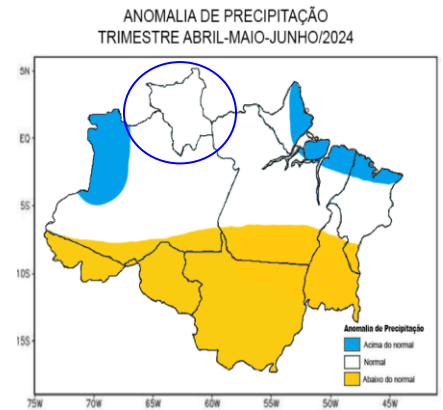 ANOMALIA DE PRECIPITAÇÃO
TRIMESTRE ABRIL-MAIO-JUNHO/2024
5N
EQ
5S
10S
15S
Anomalia de Precipitação
Acima do normal
Normal
Abaixo do normal
75W 70W 65W 60W 55W 50W 45W